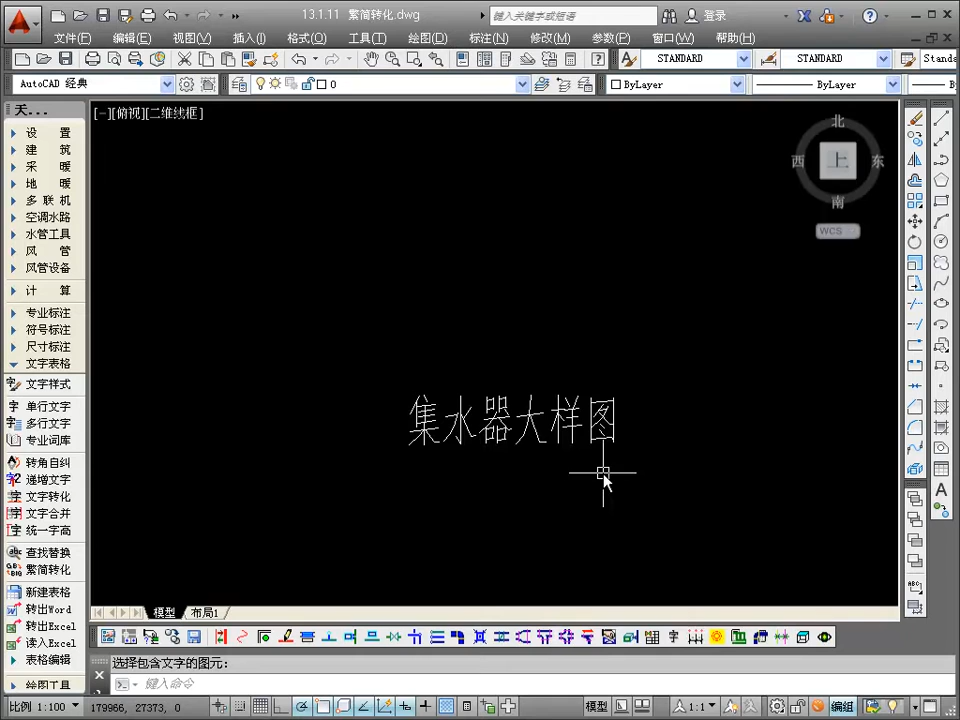 13.1.11 繁简转化.dwg
键入关键字或短语
登录
文件(F) 编辑(E) 视图(V) 插入(I) 格式(O) 工具(T) 绘图(D) 标注(N) 修改(M) 参数(P) 窗口(W) 帮助(H)
STANDARD STANDARD Standa
AutoCAD 经典 0 ByLayer ByLayer
天...
[-][俯视][二维线框]
北
西 上 东
南
WCS
设 置
建 筑
采 暖
地 暖
多 联 机
空调水路
水管工具
风 管
风管设备
计 算
专业标注
符号标注
尺寸标注
文字表格
文字样式
单行文字
多行文字
专业词库
转角自纠
递增文字
文字转化
文字合并
统一字高
查找替换
繁简转化
新建表格
转出Word
转出Excel
读入Excel
表格编辑
绘图工具
集水器大样图
模型 布局1
选择包含文字的图元:
键入命令
比例 1:100 179966, 27373, 0 模型 1:1 编组